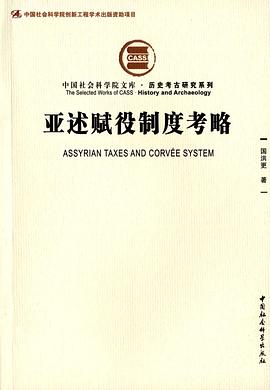 中国社会科学院创新工程学术出版资助项目
CASS
中国社会科学院文库·历史考古研究系列
The Selected Works of CASS · History and Archaeology
亚述赋役制度考略
ASSYRIAN TAXES AND CORVÉE SYSTEM
国洪更 著
中国社会科学出版社